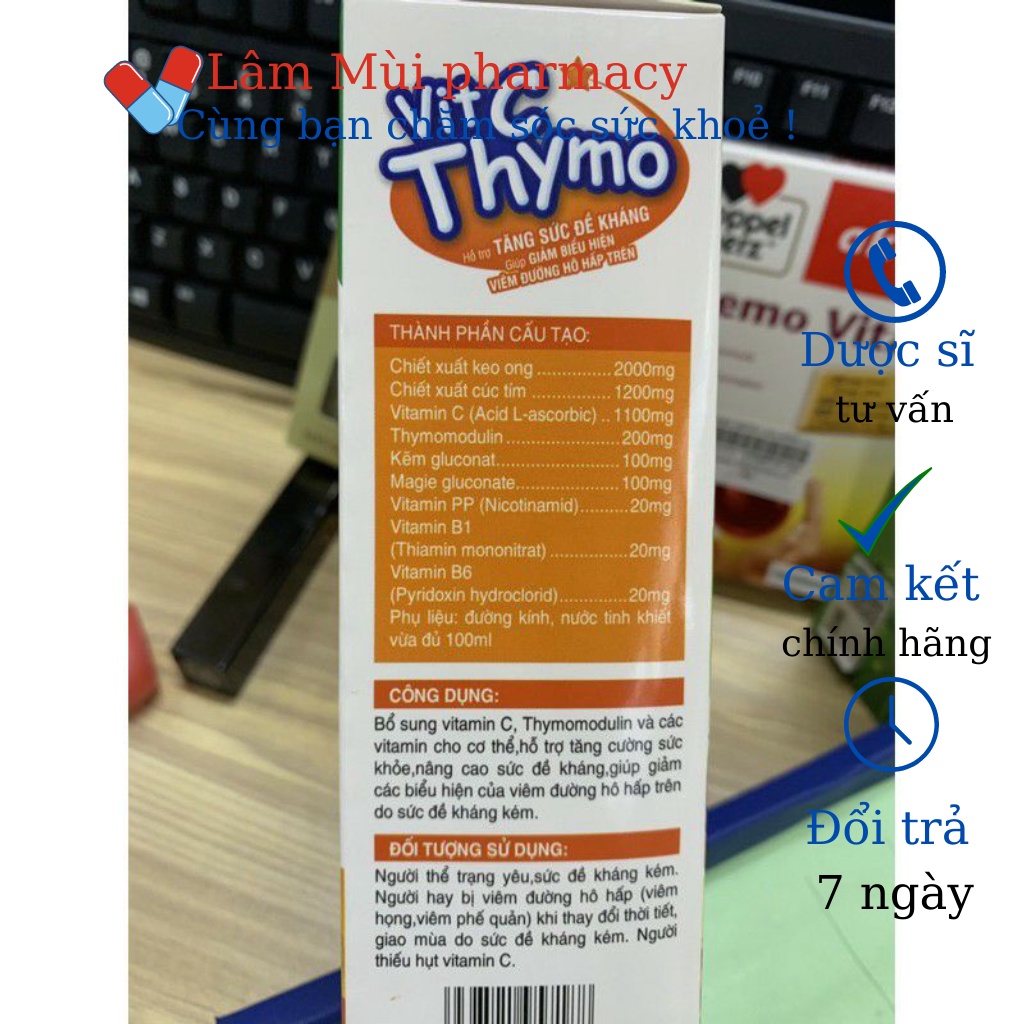 Lâm Mùi pharmacy
Cùng bạn chăm sóc sức khoẻ !
Vit C
Thymo
Hỗ trợ TĂNG SỨC ĐỀ KHÁNG
Giúp GIẢM BIỂU HIỆN
VIÊM ĐƯỜNG HÔ HẤP TRÊN
THÀNH PHẦN CẤU TẠO:
Chiết xuất keo ong ............... 2000mg
Chiết xuất cúc tím ................ 1200mg
Vitamin C (Acid L-ascorbic) .. 1100mg
Thymomodulin ....................... 200mg
Kẽm gluconat......................... 100mg
Magie gluconate..................... 100mg
Vitamin PP (Nicotinamid).......... 20mg
Vitamin B1
(Thiamin mononitrat) ................ 20mg
Vitamin B6
(Pyridoxin hydroclorid).............. 20mg
Phụ liệu: đường kính, nước tinh khiết
vừa đủ 100ml
CÔNG DỤNG:
Bổ sung vitamin C, Thymomodulin và các
vitamin cho cơ thể,hỗ trợ tăng cường sức
khỏe,nâng cao sức đề kháng,giúp giảm
các biểu hiện của viêm đường hô hấp trên
do sức đề kháng kém.
ĐỐI TƯỢNG SỬ DỤNG:
Người thể trạng yêu,sức đề kháng kém.
Người hay bị viêm đường hô hấp (viêm
họng,viêm phế quản) khi thay đổi thời tiết,
giao mùa do sức đề kháng kém. Người
thiếu hụt vitamin C.
Dược sĩ
tư vấn
Cam kết
chính hãng
Đổi trả
7 ngày
F10
F11